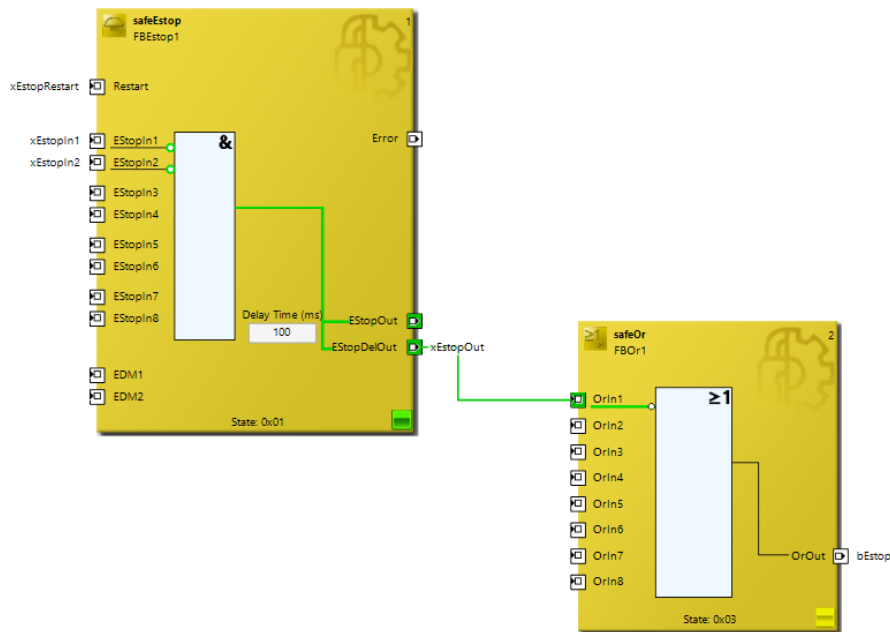 safeEstop
1
FBEstop1
xEstopRestart
Restart
xEstopIn1
EStopIn1
&
Error
xEstopIn2
EStopIn2
EStopIn3
EStopIn4
EStopIn5
EStopIn6
EStopIn7
EStopIn8
Delay Time (ms)
100
EStopOut
EStopDelOut
xEstopOut
EDM1
EDM2
State: 0x01
≥1
safeOr
2
FBOr1
OrIn1
≥1
OrIn2
OrIn3
OrIn4
OrIn5
OrIn6
OrIn7
OrOut
bEstop
OrIn8
State: 0x03